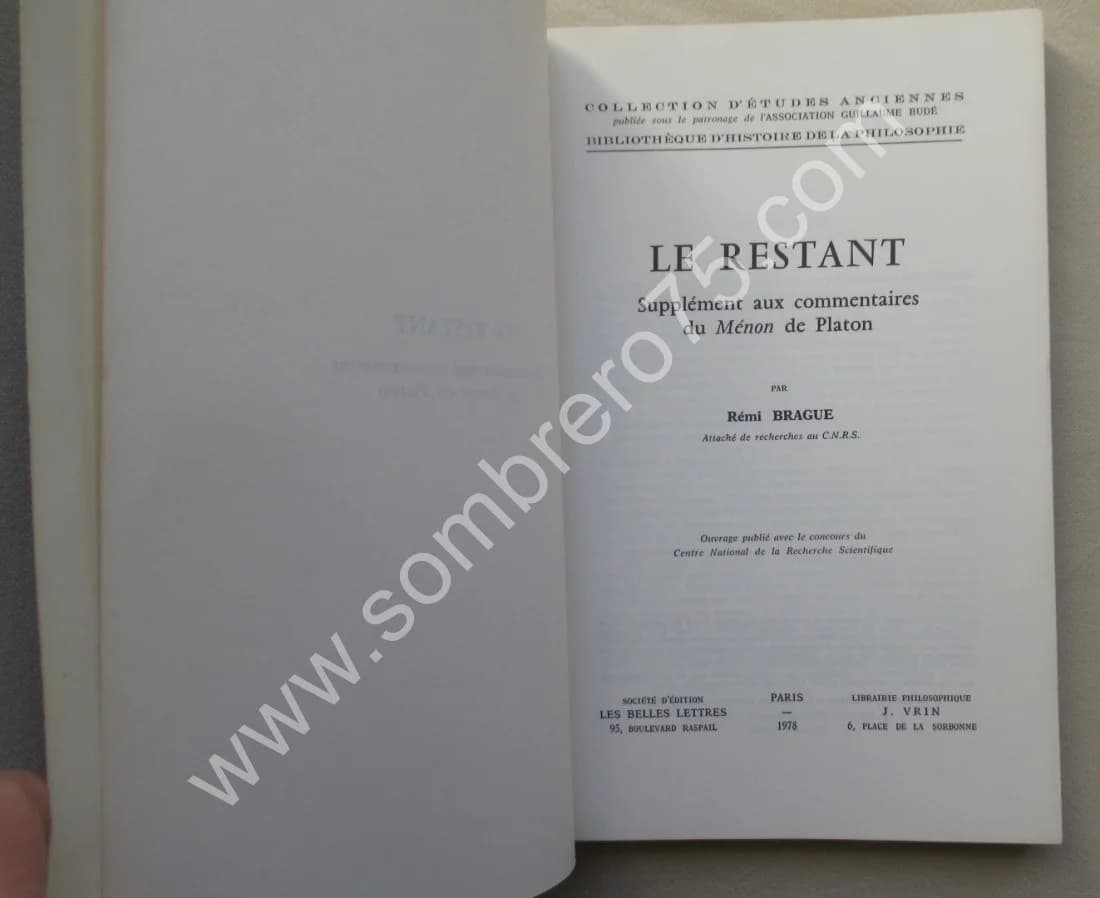 COLLECTION D'ÉTUDES ANCIENNES
publiée sous le patronage de l'ASSOCIATION GUILLAUME BUDÉ
BIBLIOTHÈQUE D'HISTOIRE DE LA PHILOSOPHIE
LE RESTANT
Supplément aux commentaires
du Ménon de Platon
PAR
Rémi BRAGUE
Attaché de recherches au C.N.R.S.
Ouvrage publié avec le concours du
Centre National de la Recherche Scientifique
SOCIÉTÉ D'ÉDITION
LES BELLES LETTRES
95, BOULEVARD RASPAIL
PARIS
—
1978
LIBRAIRIE PHILOSOPHIQUE
J. VRIN
6, PLACE DE LA SORBONNE
www.sombrero75.com